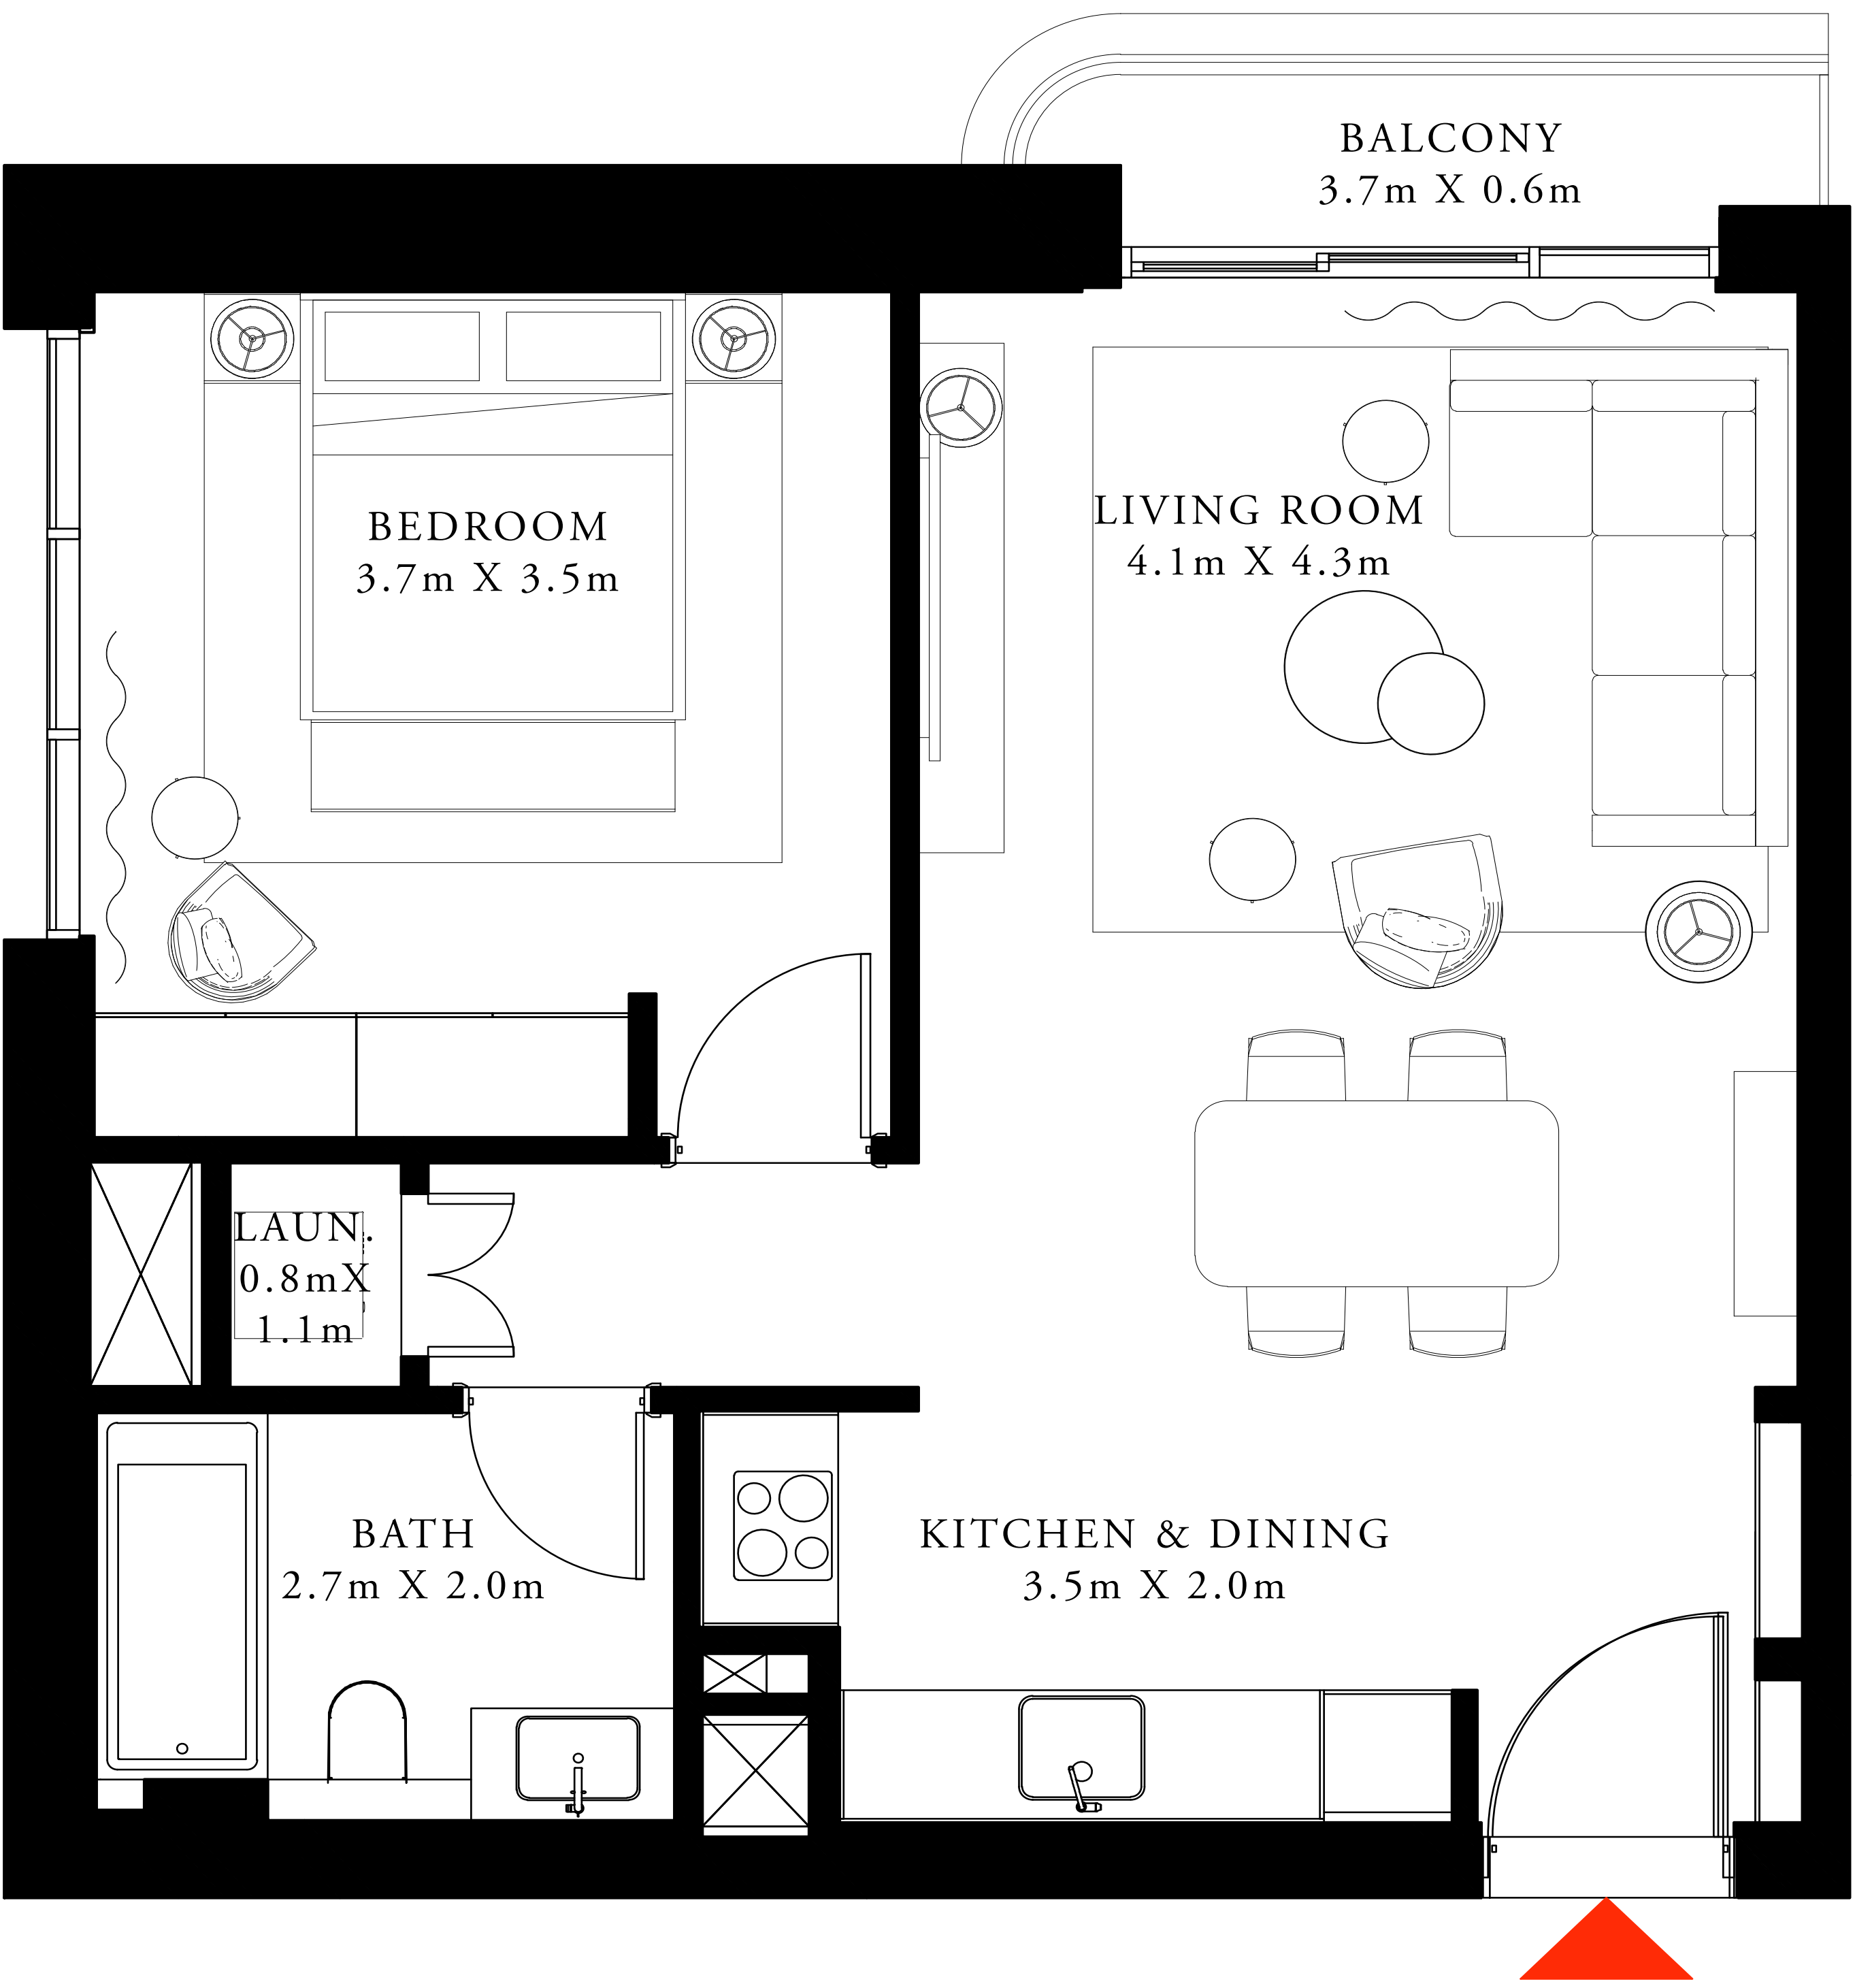 BALCONY
3.7m X 0.6m
BEDROOM
3.7m X 3.5m
LIVING ROOM
4.1m X 4.3m
LAUN.
0.8mX
1.1m
BATH
2.7m X 2.0m
KITCHEN & DINING
3.5m X 2.0m